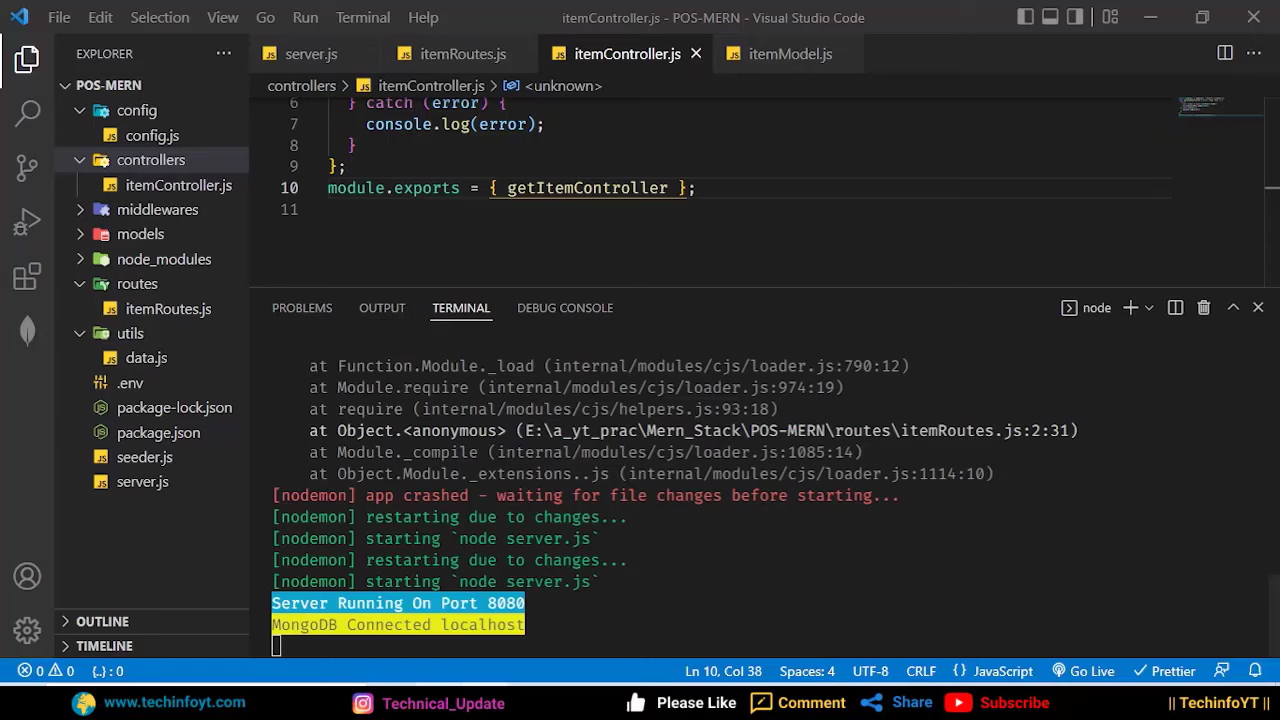 File Edit Selection View Go Run Terminal Help itemController.js - POS-MERN - Visual Studio Code
EXPLORER
POS-MERN
config
config.js
controllers
itemController.js
middlewares
models
node_modules
routes
itemRoutes.js
utils
data.js
.env
package-lock.json
package.json
seeder.js
server.js
OUTLINE
TIMELINE
server.js itemRoutes.js itemController.js itemModel.js
controllers > itemController.js > <unknown>
6 } catch (error) {
7 console.log(error);
8 }
9 };
10 module.exports = { getItemController };
11
PROBLEMS OUTPUT TERMINAL DEBUG CONSOLE node
at Function.Module._load (internal/modules/cjs/loader.js:790:12)
at Module.require (internal/modules/cjs/loader.js:974:19)
at require (internal/modules/cjs/helpers.js:93:18)
at Object.<anonymous> (E:\a_yt_prac\Mern_Stack\POS-MERN\routes\itemRoutes.js:2:31)
at Module._compile (internal/modules/cjs/loader.js:1085:14)
at Object.Module._extensions..js (internal/modules/cjs/loader.js:1114:10)
[nodemon] app crashed - waiting for file changes before starting...
[nodemon] restarting due to changes...
[nodemon] starting `node server.js`
[nodemon] restarting due to changes...
[nodemon] starting `node server.js`
Server Running On Port 8080
MongoDB Connected localhost
0 0 {..} : 0 Ln 10, Col 38 Spaces: 4 UTF-8 CRLF {} JavaScript Go Live Prettier
www.techinfoyt.com Technical_Update Please Like Comment Share Subscribe || TechinfoYT ||